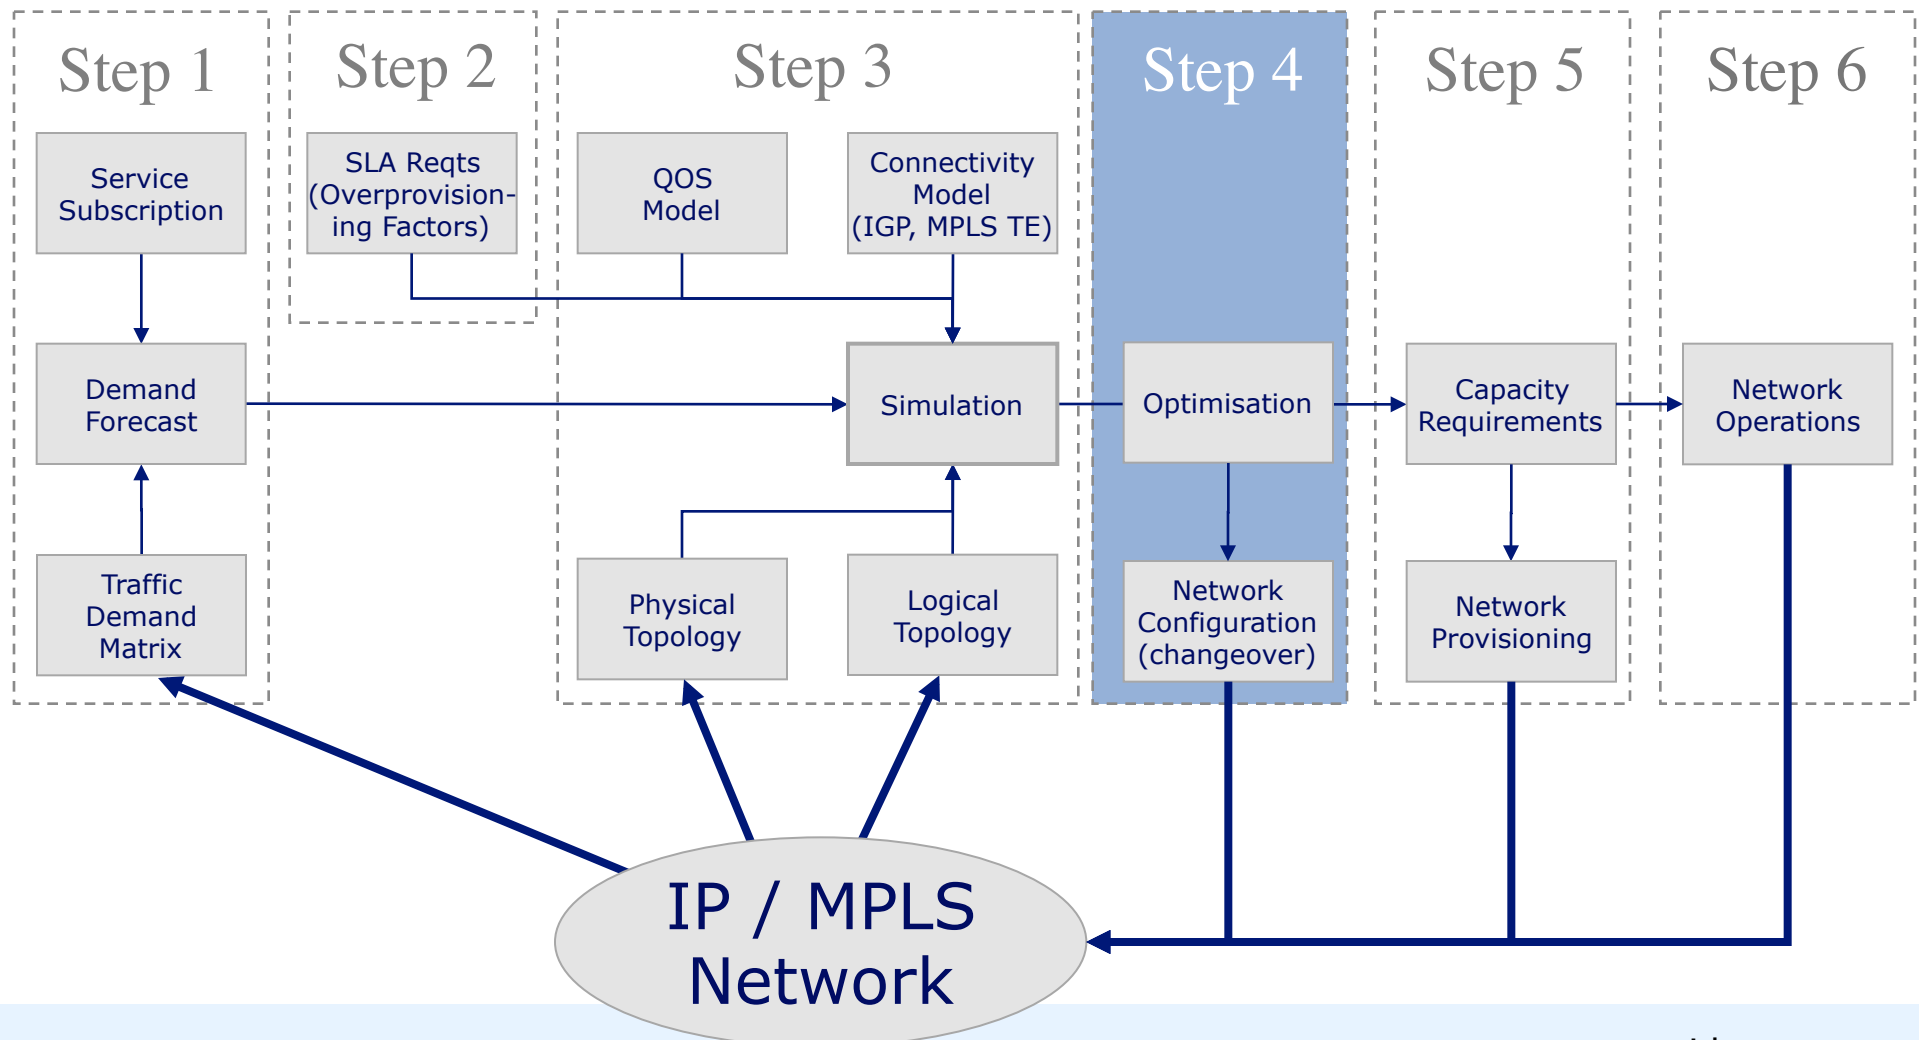 Step 1
Step 2
Step 3
Step 4
Step 5
Step 6
Service
Subscription
SLA Reqts
(Overprovision-
ing Factors)
QOS
Model
Connectivity
Model
(IGP, MPLS TE)
Demand
Forecast
Simulation
Optimisation
Capacity
Requirements
Network
Operations
Traffic
Demand
Matrix
Physical
Topology
Logical
Topology
Network
Configuration
(changeover)
Network
Provisioning
IP / MPLS
Network